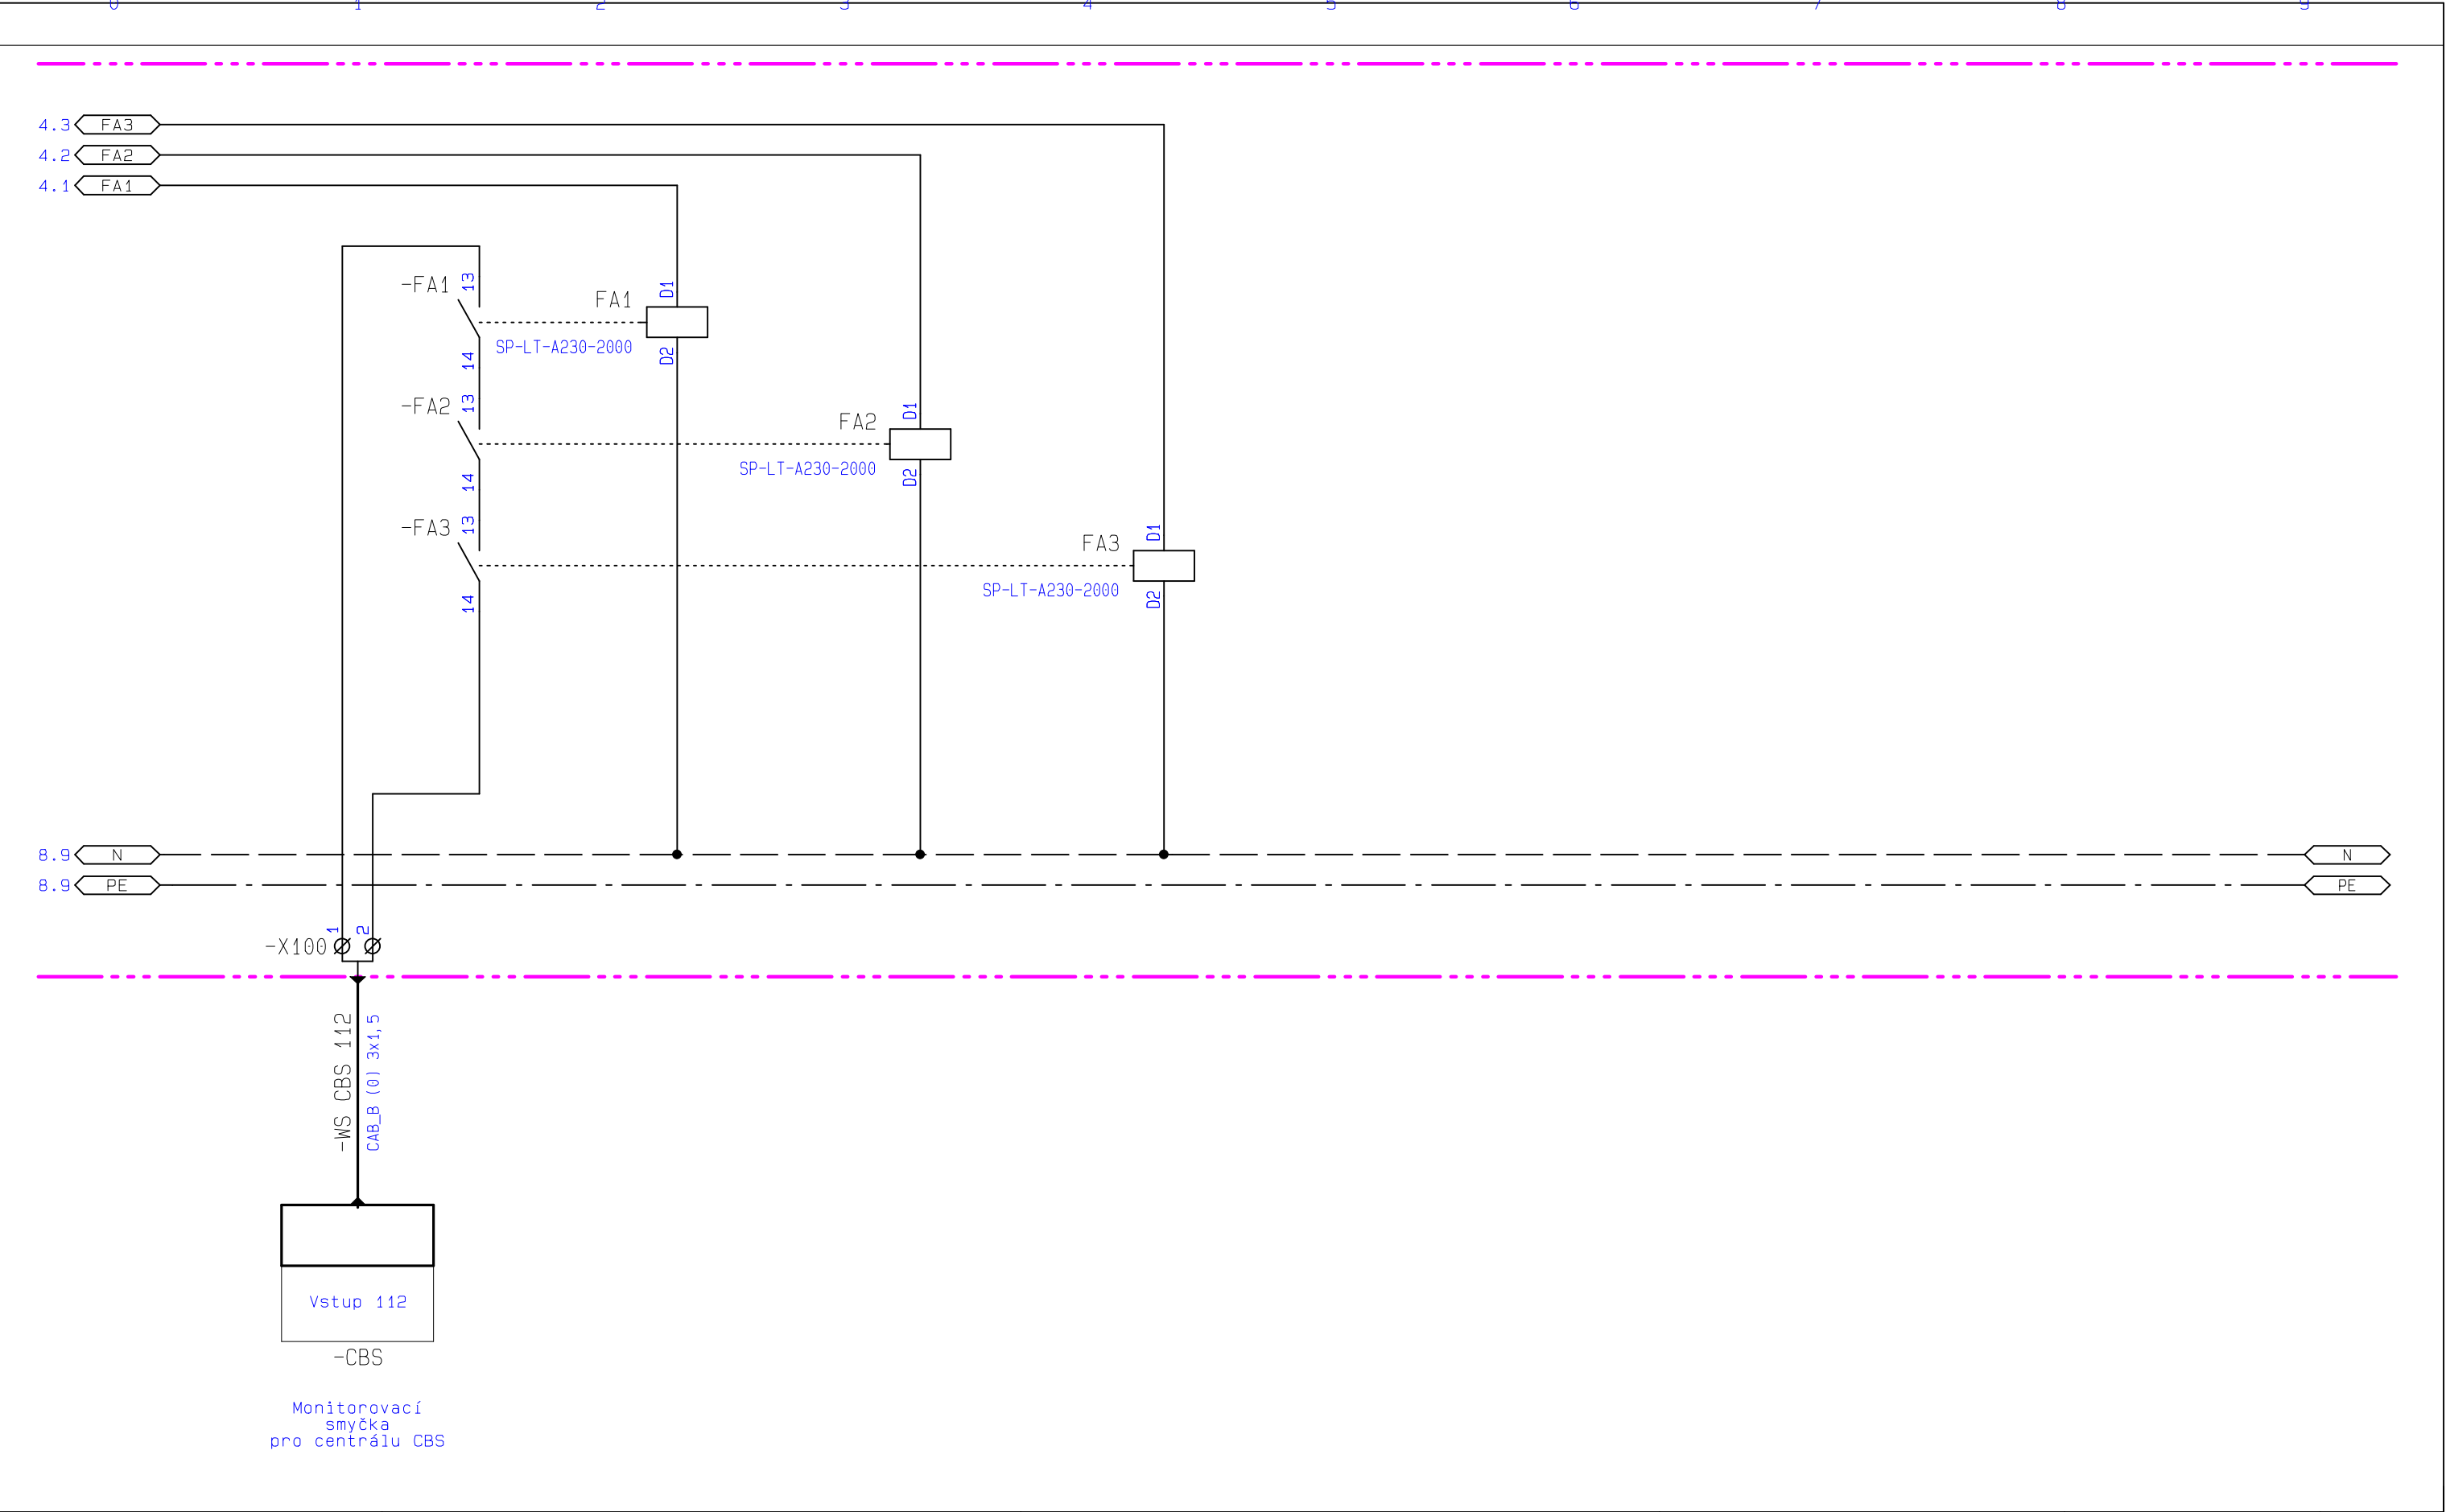 0 1 2 3 4 5 6 7 8 9
4.3 FA3
4.2 FA2
4.1 FA1
-FA1 13
14
FA1 D1
SP-LT-A230-2000
D2
-FA2 13
14
FA2 D1
SP-LT-A230-2000
D2
-FA3 13
14
FA3 D1
SP-LT-A230-2000
D2
8.9 N N
8.9 PE PE
-X100 1 2
-WS CBS 112
CAB_B (0) 3x1,5
Vstup 112
-CBS
Monitorovací
smyčka
pro centrálu CBS